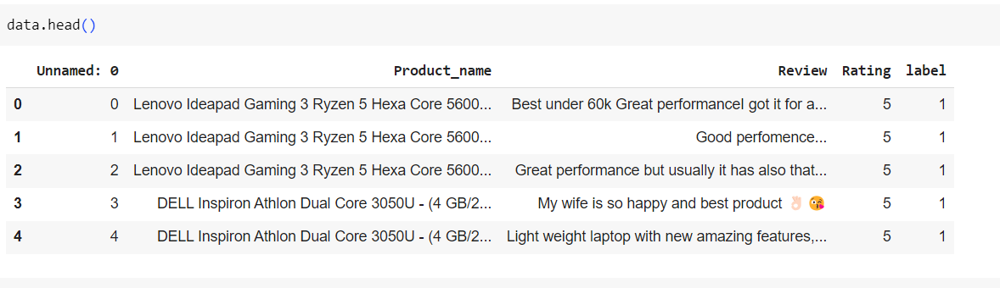 data.head()
Unnamed: 0 Product_name Review Rating label
0 0 Lenovo Ideapad Gaming 3 Ryzen 5 Hexa Core 5600... Best under 60k Great performanceI got it for a... 5 1
1 1 Lenovo Ideapad Gaming 3 Ryzen 5 Hexa Core 5600... Good perfomence... 5 1
2 2 Lenovo Ideapad Gaming 3 Ryzen 5 Hexa Core 5600... Great performance but usually it has also that... 5 1
3 3 DELL Inspiron Athlon Dual Core 3050U - (4 GB/2... My wife is so happy and best product 👌🏻 😘 5 1
4 4 DELL Inspiron Athlon Dual Core 3050U - (4 GB/2... Light weight laptop with new amazing features,... 5 1